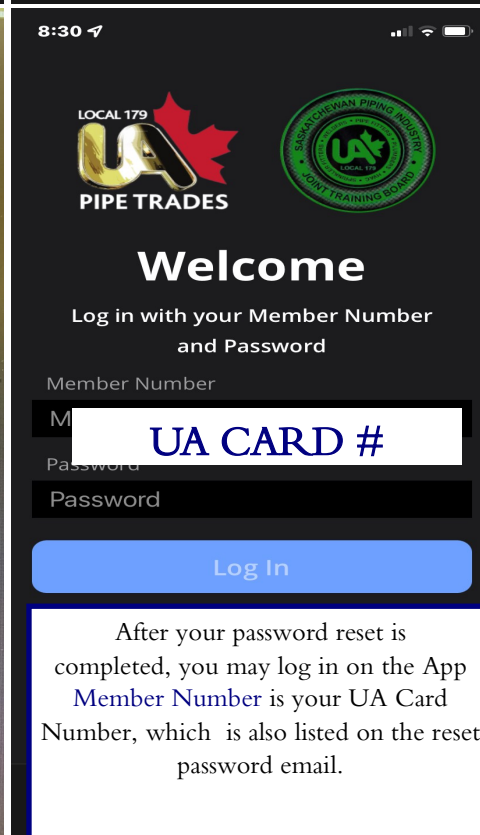 8:30
LOCAL 179
UA
PIPE TRADES
SASKATCHEWAN PIPING INDUSTRY
UA
LOCAL 179
JOINT TRAINING BOARD
Welcome
Log in with your Member Number
and Password
Member Number
M
UA CARD #
Password
Password
Log In
After your password reset is
completed, you may log in on the App
Member Number is your UA Card
Number, which is also listed on the reset
password email.